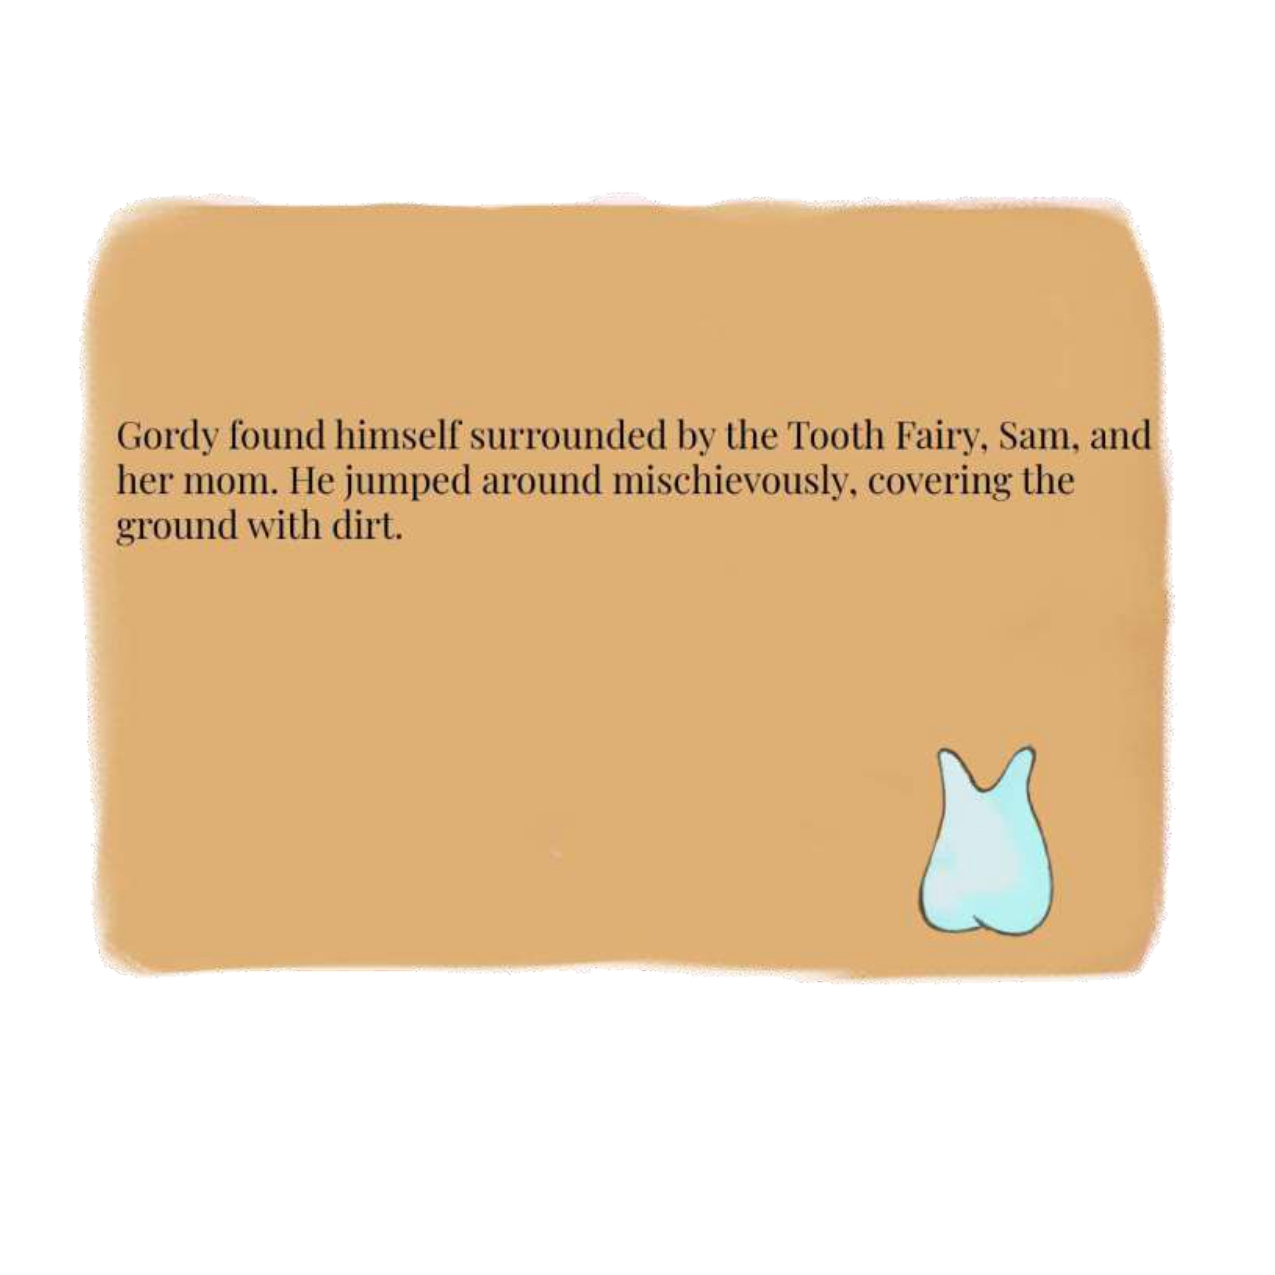 Gordy found himself surrounded by the Tooth Fairy, Sam, and
her mom. He jumped around mischievously, covering the
ground with dirt.